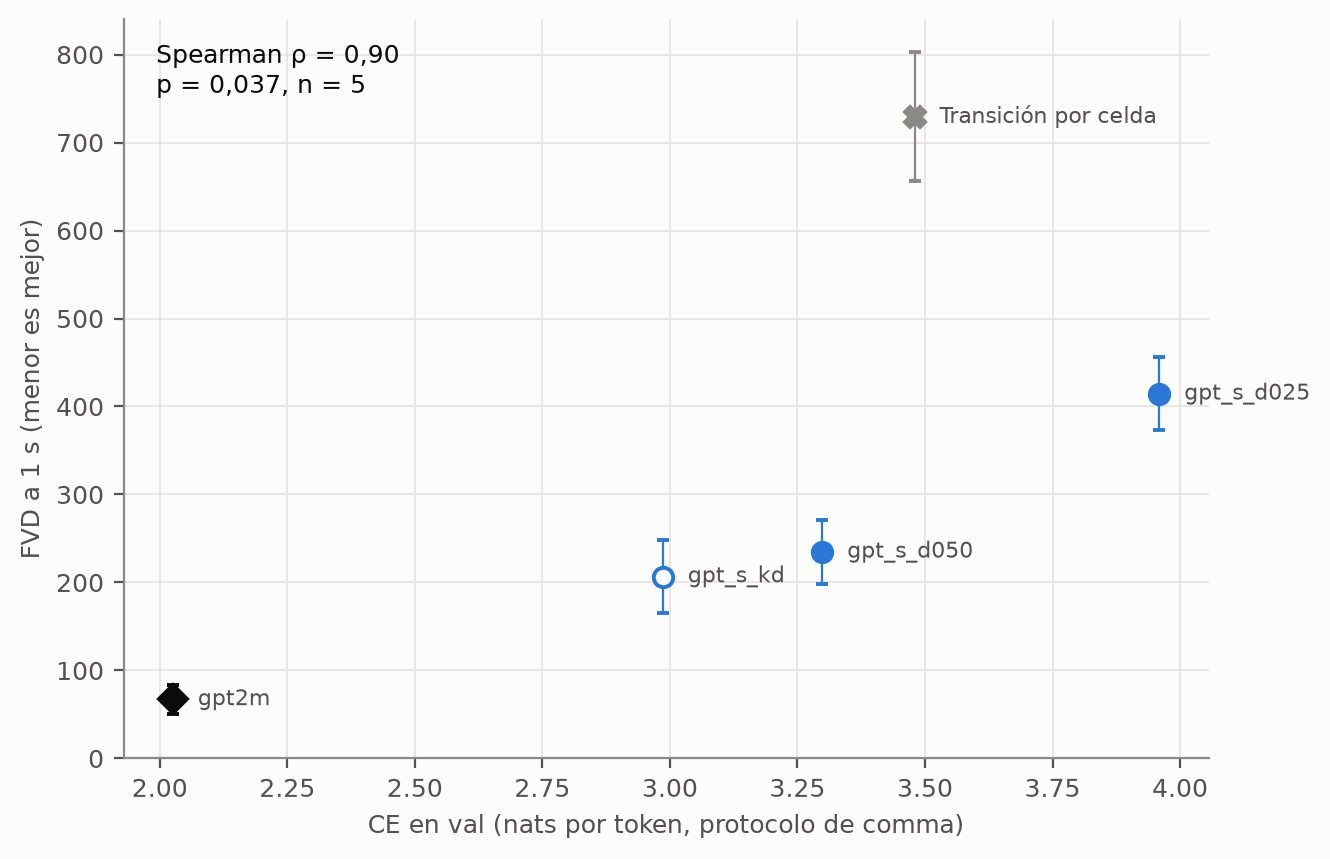 Spearman ρ = 0,90
p = 0,037, n = 5
800
700
600
500
400
300
200
100
0
FVD a 1 s (menor es mejor)
Transición por celda
gpt_s_d025
gpt_s_d050
gpt_s_kd
gpt2m
2.00 2.25 2.50 2.75 3.00 3.25 3.50 3.75 4.00
CE en val (nats por token, protocolo de comma)